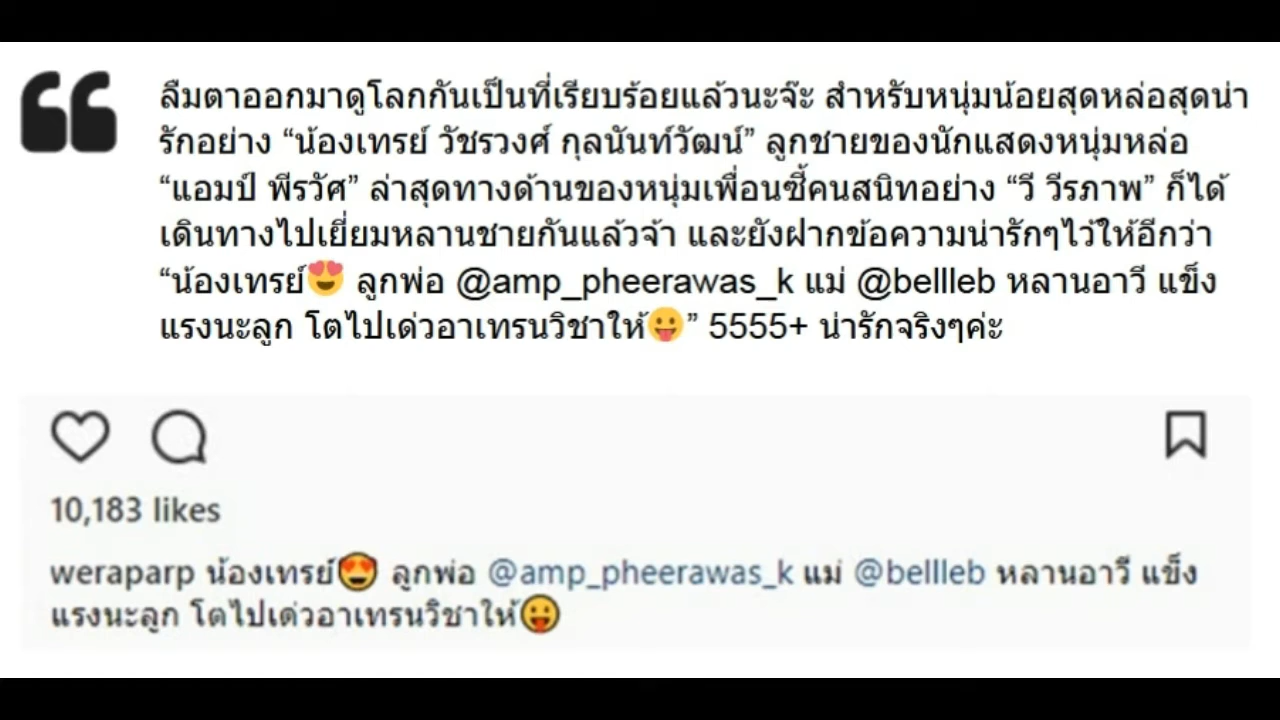 ลืมตาออกมาดูโลกกันเป็นที่เรียบร้อยแล้วนะจ๊ะ สำหรับหนุ่มน้อยสุดหล่อสุดน่า
รักอย่าง “น้องเทรย์ วัชรวงศ์ กุลนันท์วัฒน์” ลูกชายของนักแสดงหนุ่มหล่อ
“แอมป์ พีรวัศ” ล่าสุดทางด้านของหนุ่มเพื่อนซี้คนสนิทอย่าง “วี วีรภาพ” ก็ได้
เดินทางไปเยี่ยมหลานชายกันแล้วจ้า และยังฝากข้อความน่ารักๆไว้ให้อีกว่า
“น้องเทรย์😍 ลูกพ่อ @amp_pheerawas_k แม่ @bellleb หลานอาวี แข็ง
แรงนะลูก โตไปเด่วอาเทรนวิชาให้😛” 5555+ น่ารักจริงๆค่ะ
10,183 likes
weraparp น้องเทรย์😍 ลูกพ่อ @amp_pheerawas_k แม่ @bellleb หลานอาวี แข็ง
แรงนะลูก โตไปเด่วอาเทรนวิชาให้😛